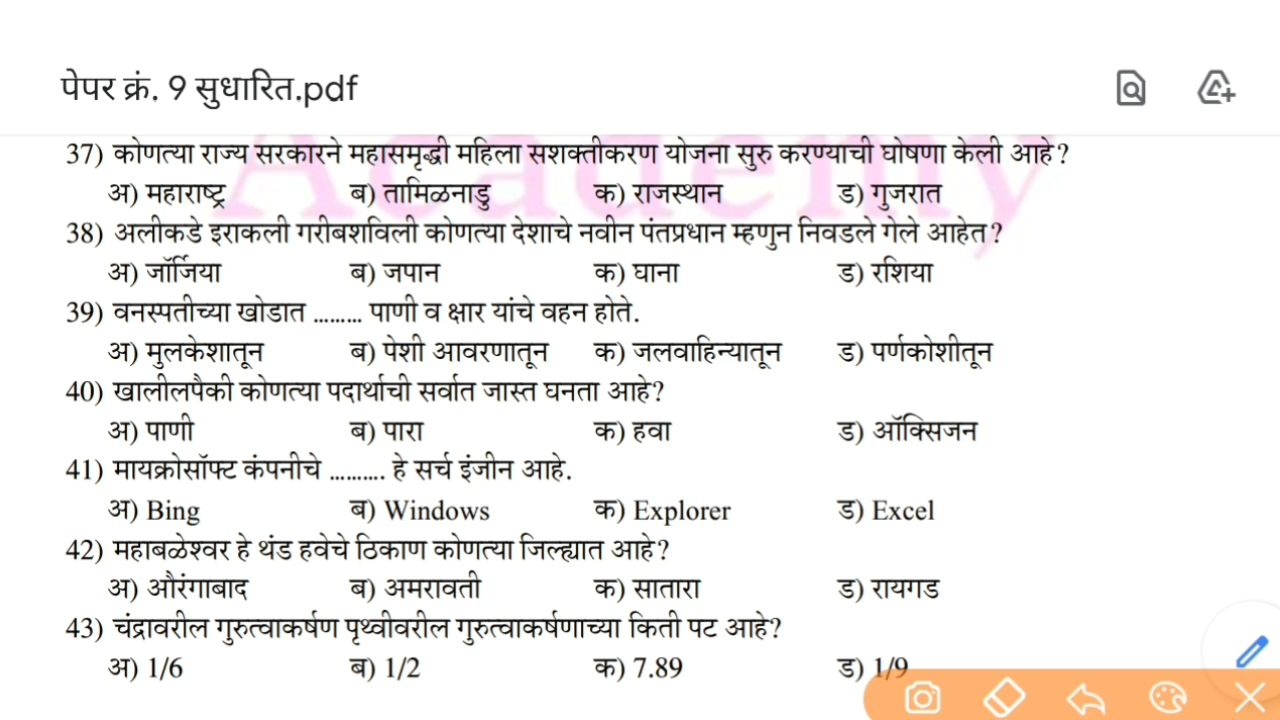 पेपर क्रं. 9 सुधारित.pdf
Academy
37) कोणत्या राज्य सरकारने महासमृद्धी महिला सशक्तीकरण योजना सुरु करण्याची घोषणा केली आहे?
अ) महाराष्ट्र ब) तामिळनाडु क) राजस्थान ड) गुजरात
38) अलीकडे इराकली गरीबशविली कोणत्या देशाचे नवीन पंतप्रधान म्हणुन निवडले गेले आहेत?
अ) जॉर्जिया ब) जपान क) घाना ड) रशिया
39) वनस्पतीच्या खोडात ......... पाणी व क्षार यांचे वहन होते.
अ) मुलकेशातून ब) पेशी आवरणातून क) जलवाहिन्यातून ड) पर्णकोशीतून
40) खालीलपैकी कोणत्या पदार्थाची सर्वात जास्त घनता आहे?
अ) पाणी ब) पारा क) हवा ड) ऑक्सिजन
41) मायक्रोसॉफ्ट कंपनीचे .......... हे सर्च इंजीन आहे.
अ) Bing ब) Windows क) Explorer ड) Excel
42) महाबळेश्वर हे थंड हवेचे ठिकाण कोणत्या जिल्ह्यात आहे?
अ) औरंगाबाद ब) अमरावती क) सातारा ड) रायगड
43) चंद्रावरील गुरुत्वाकर्षण पृथ्वीवरील गुरुत्वाकर्षणाच्या किती पट आहे?
अ) 1/6 ब) 1/2 क) 7.89 ड) 1/9